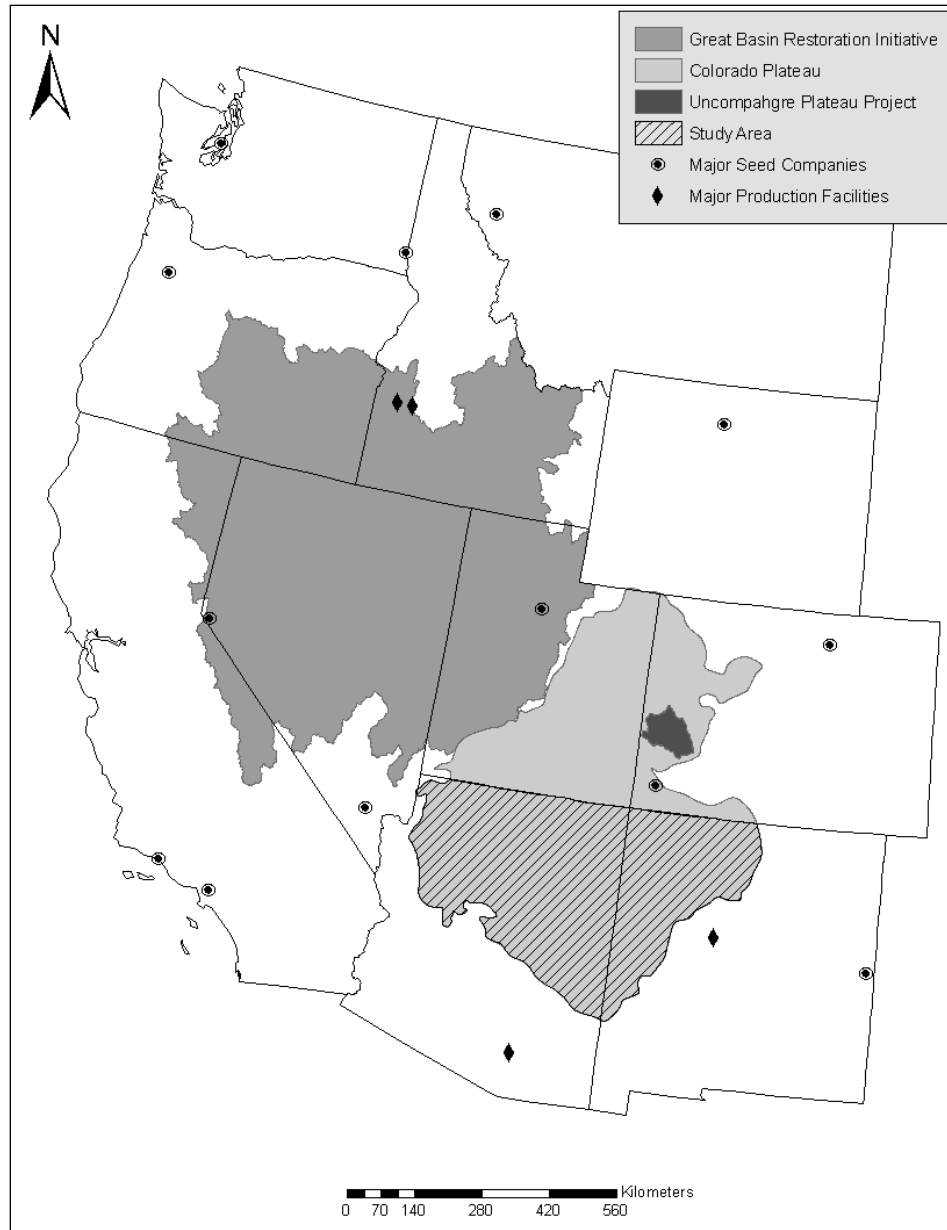 N
Great Basin Restoration Initiative
Colorado Plateau
Uncompahgre Plateau Project
Study Area
Major Seed Companies
Major Production Facilities
Kilometers
0 70 140 280 420 560